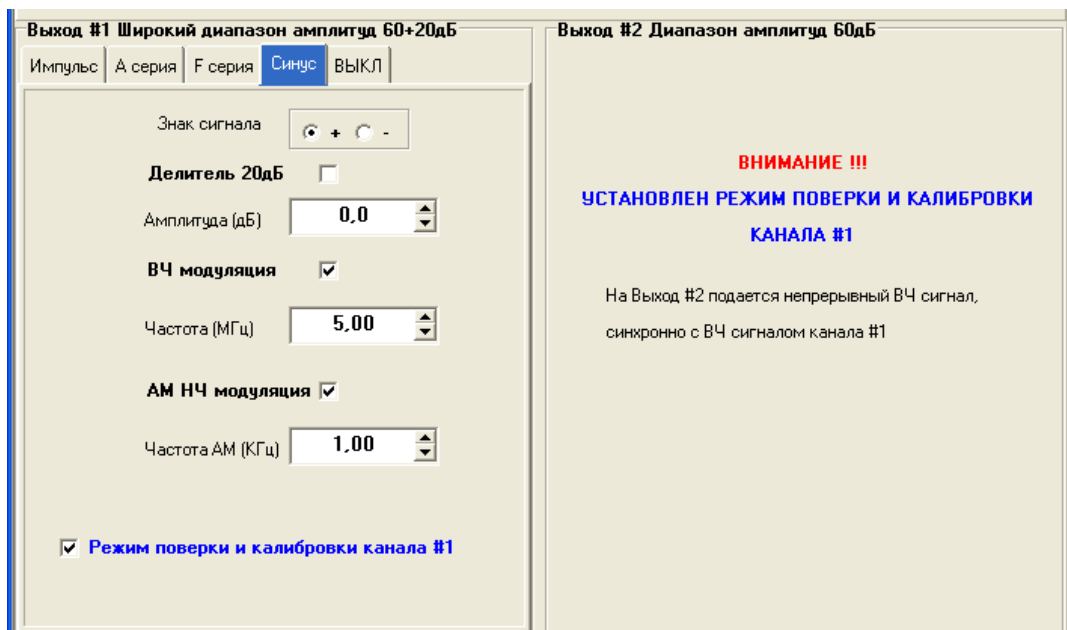 Выход #1 Широкий диапазон амплитуд 60+20дБ
Импульс A серия F серия Синус ВЫКЛ
Знак сигнала + -
Делитель 20дБ
Амплитуда (дБ) 0,0
ВЧ модуляция
Частота (МГц) 5,00
АМ НЧ модуляция
Частота АМ (КГц) 1,00
Режим поверки и калибровки канала #1
Выход #2 Диапазон амплитуд 60дБ
ВНИМАНИЕ !!!
УСТАНОВЛЕН РЕЖИМ ПОВЕРКИ И КАЛИБРОВКИ
КАНАЛА #1
На Выход #2 подается непрерывный ВЧ сигнал,
синхронно с ВЧ сигналом канала #1